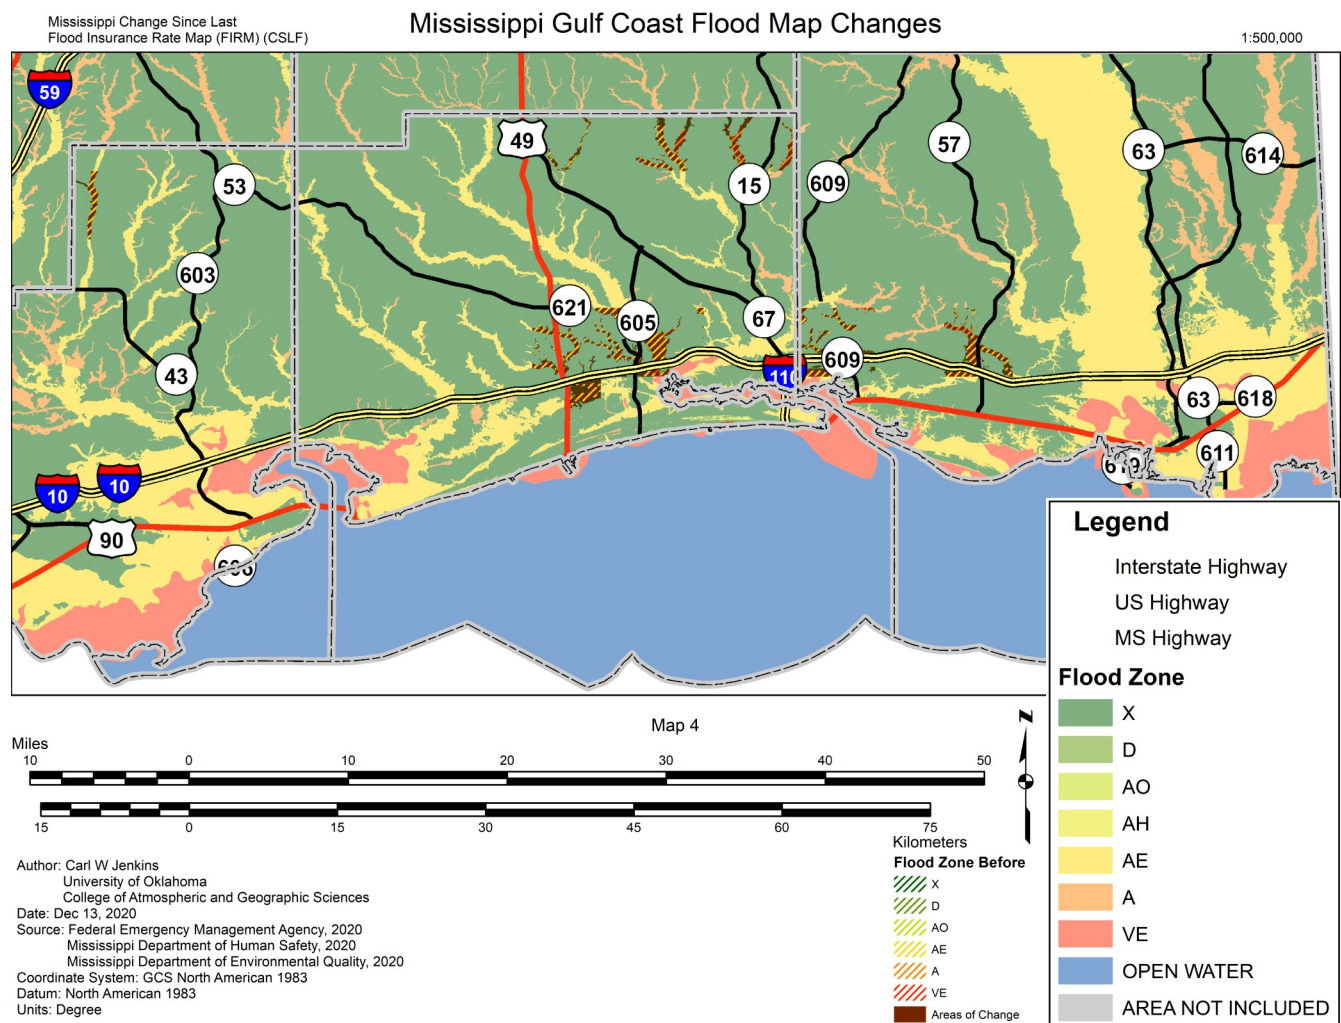 Mississippi Change Since Last
Flood Insurance Rate Map (FIRM) (CSLF)
Mississippi Gulf Coast Flood Map Changes
1:500,000
59
49
53
15
609
57
63
614
603
621
605
67
43
609
110
63
618
611
10
10
90
Legend
Interstate Highway
US Highway
MS Highway
Flood Zone
X
D
AO
AH
AE
A
VE
OPEN WATER
AREA NOT INCLUDED
Map 4
Miles
10 0 10 20 30 40 50
15 0 15 30 45 60 75
Kilometers
N
Flood Zone Before
X
D
AO
AE
A
VE
Areas of Change
Author: Carl W Jenkins
University of Oklahoma
College of Atmospheric and Geographic Sciences
Date: Dec 13, 2020
Source: Federal Emergency Management Agency, 2020
Mississippi Department of Human Safety, 2020
Mississippi Department of Environmental Quality, 2020
Coordinate System: GCS North American 1983
Datum: North American 1983
Units: Degree